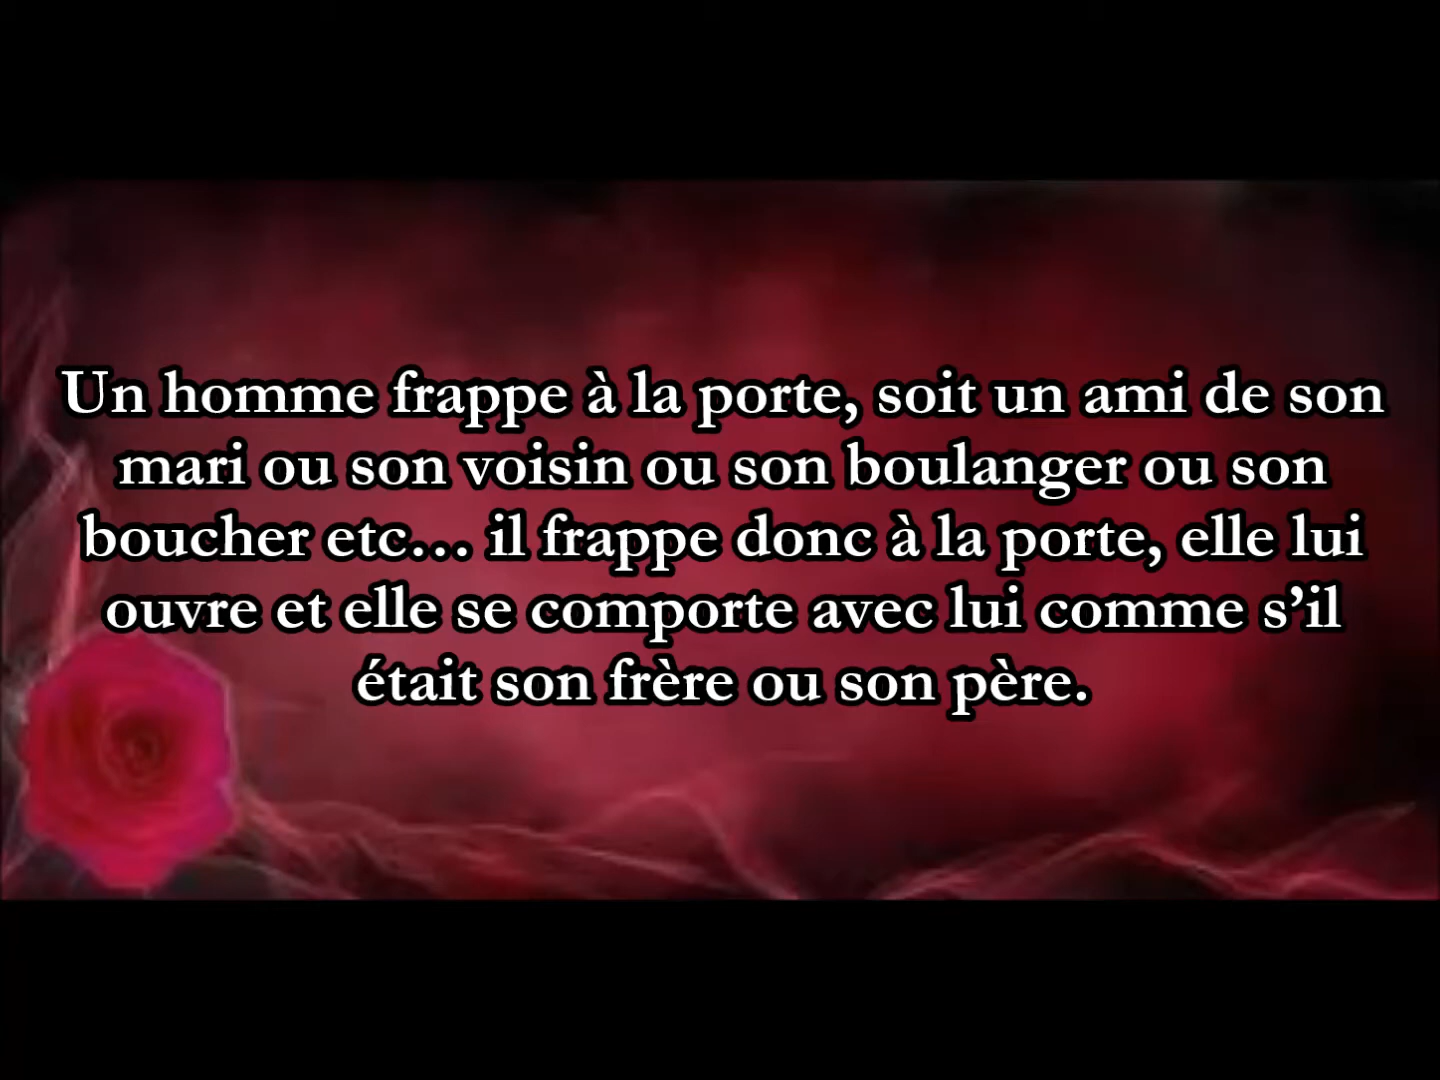 Un homme frappe à la porte, soit un ami de son
mari ou son voisin ou son boulanger ou son
boucher etc… il frappe donc à la porte, elle lui
ouvre et elle se comporte avec lui comme s’il
était son frère ou son père.